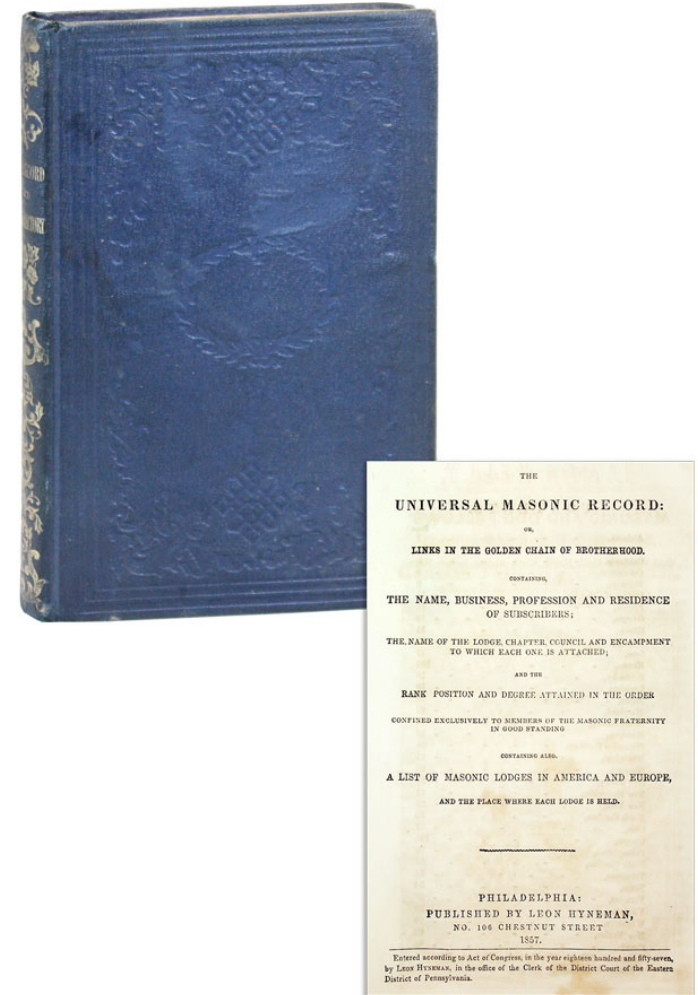 THE
UNIVERSAL MASONIC RECORD:
OR,
LINKS IN THE GOLDEN CHAIN OF BROTHERHOOD.
CONTAINING,
THE NAME, BUSINESS, PROFESSION AND RESIDENCE
OF SUBSCRIBERS;
THE NAME OF THE LODGE, CHAPTER, COUNCIL AND ENCAMPMENT
TO WHICH EACH ONE IS ATTACHED;
AND THE
RANK POSITION AND DEGREE ATTAINED IN THE ORDER
CONFINED EXCLUSIVELY TO MEMBERS OF THE MASONIC FRATERNITY
IN GOOD STANDING
CONTAINING ALSO.
A LIST OF MASONIC LODGES IN AMERICA AND EUROPE,
AND THE PLACE WHERE EACH LODGE IS HELD.
PHILADELPHIA:
PUBLISHED BY LEON HYNEMAN,
NO. 106 CHESTNUT STREET
1857.
Entered according to Act of Congress, in the year eighteen hundred and fifty-seven,
by LEON HYNEMAN, in the office of the Clerk of the District Court of the Eastern
District of Pennsylvania.